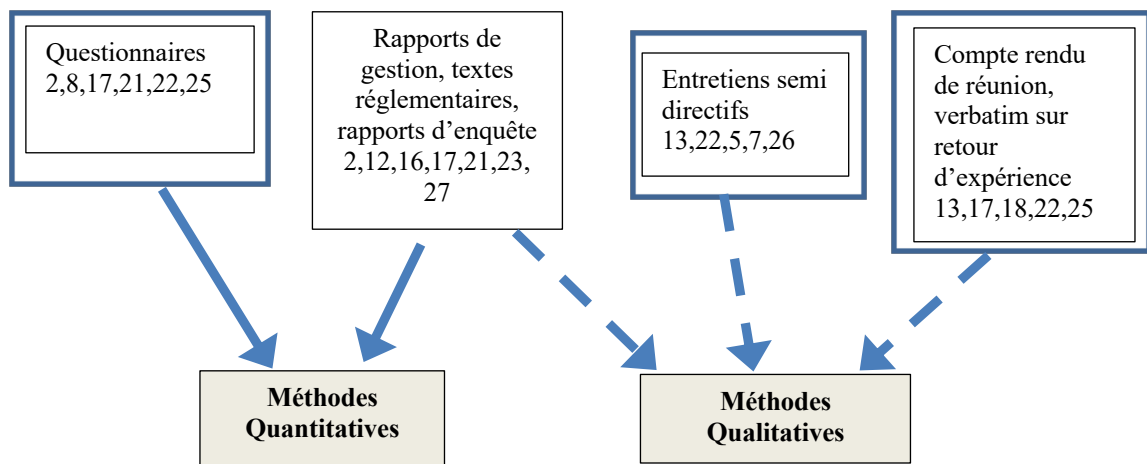 Questionnaires
2,8,17,21,22,25
Rapports de
gestion, textes
réglementaires,
rapports d’enquête
2,12,16,17,21,23,
27
Entretiens semi
directifs
13,22,5,7,26
Compte rendu
de réunion,
verbatim sur
retour
d’expérience
13,17,18,22,25
Méthodes
Quantitatives
Méthodes
Qualitatives